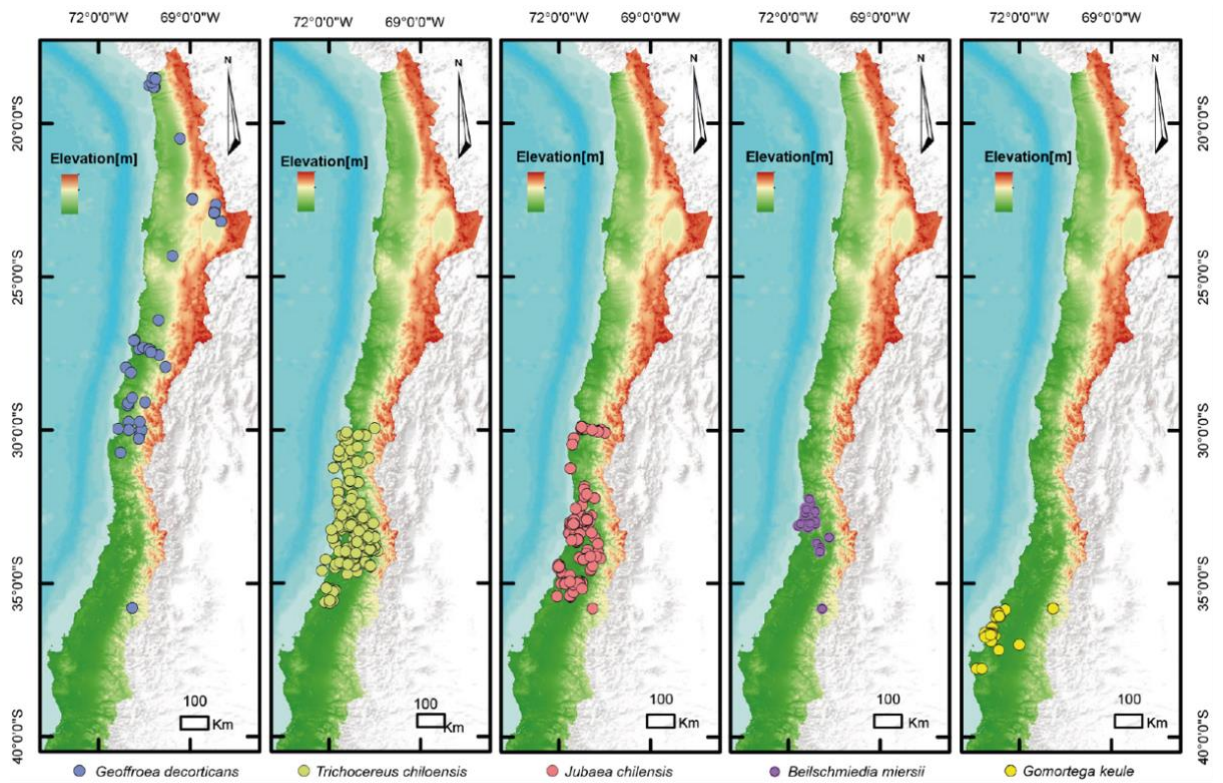 72°0'0"W 69°0'0"W 72°0'0"W 69°0'0"W 72°0'0"W 69°0'0"W 72°0'0"W 69°0'0"W 72°0'0"W 69°0'0"W
N N N N N
20°0'0"S 20°0'0"S
Elevation[m] Elevation[m] Elevation[m] Elevation[m] Elevation[m]
25°0'0"S 25°0'0"S
30°0'0"S 30°0'0"S
35°0'0"S 35°0'0"S
100 100 100 100 100
Km Km Km Km Km
40°0'0"S 40°0'0"S
Geoffroea decorticans Trichocereus chiloensis Jubaea chilensis Beilschmiedia miersii Gomortega keule